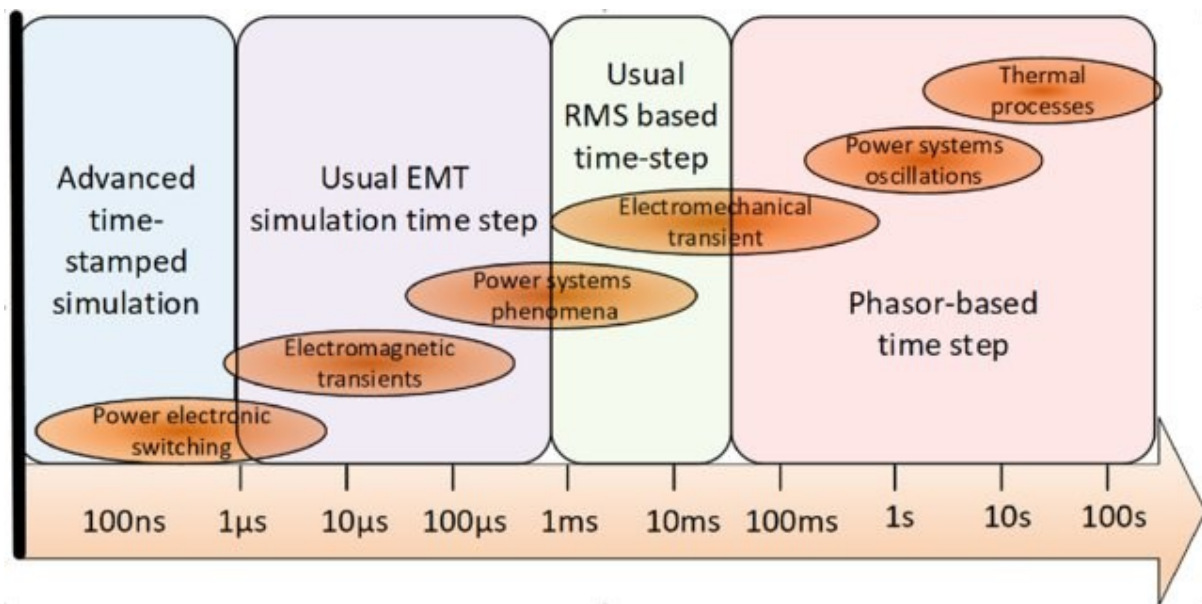 Advanced
time-
stamped
simulation
Usual EMT
simulation time step
Usual
RMS based
time-step
Phasor-based
time step
Thermal
processes
Power systems
oscillations
Electromechanical
transient
Power systems
phenomena
Electromagnetic
transients
Power electronic
switching
100ns 1μs 10μs 100μs 1ms 10ms 100ms 1s 10s 100s